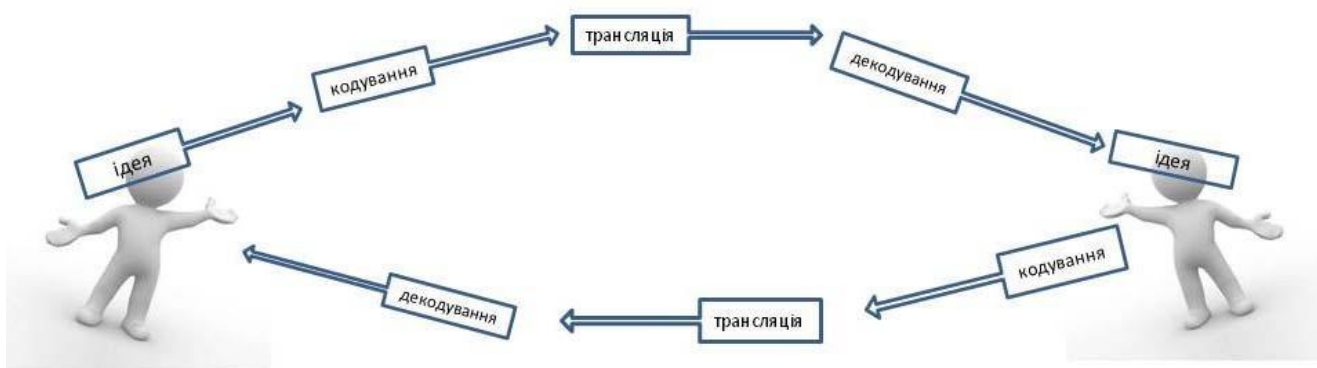 ідея
кодування
трансляція
декодування
ідея
кодування
трансляція
декодування